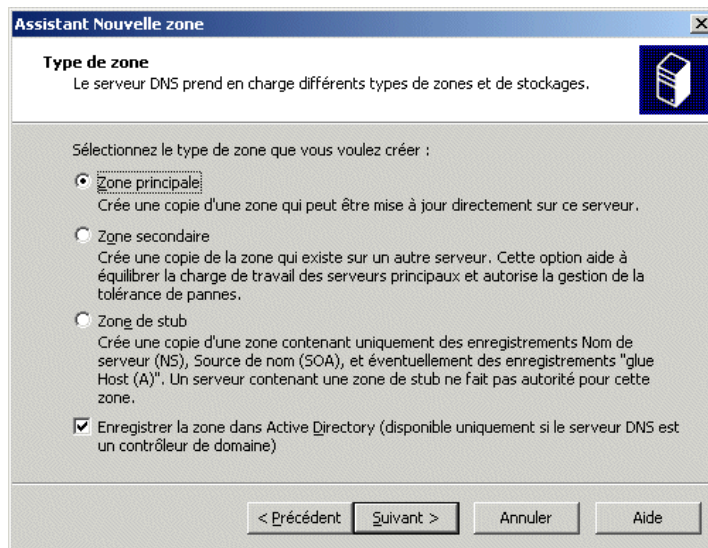 Assistant Nouvelle zone
Type de zone
Le serveur DNS prend en charge différents types de zones et de stockages.
Sélectionnez le type de zone que vous voulez créer :
Zone principale
Crée une copie d'une zone qui peut être mise à jour directement sur ce serveur.
Zone secondaire
Crée une copie de la zone qui existe sur un autre serveur. Cette option aide à
équilibrer la charge de travail des serveurs principaux et autorise la gestion de la
tolérance de pannes.
Zone de stub
Crée une copie d'une zone contenant uniquement des enregistrements Nom de
serveur (NS), Source de nom (SOA), et éventuellement des enregistrements "glue
Host (A)". Un serveur contenant une zone de stub ne fait pas autorité pour cette
zone.
Enregistrer la zone dans Active Directory (disponible uniquement si le serveur DNS est
un contrôleur de domaine)
< Précédent Suivant > Annuler Aide